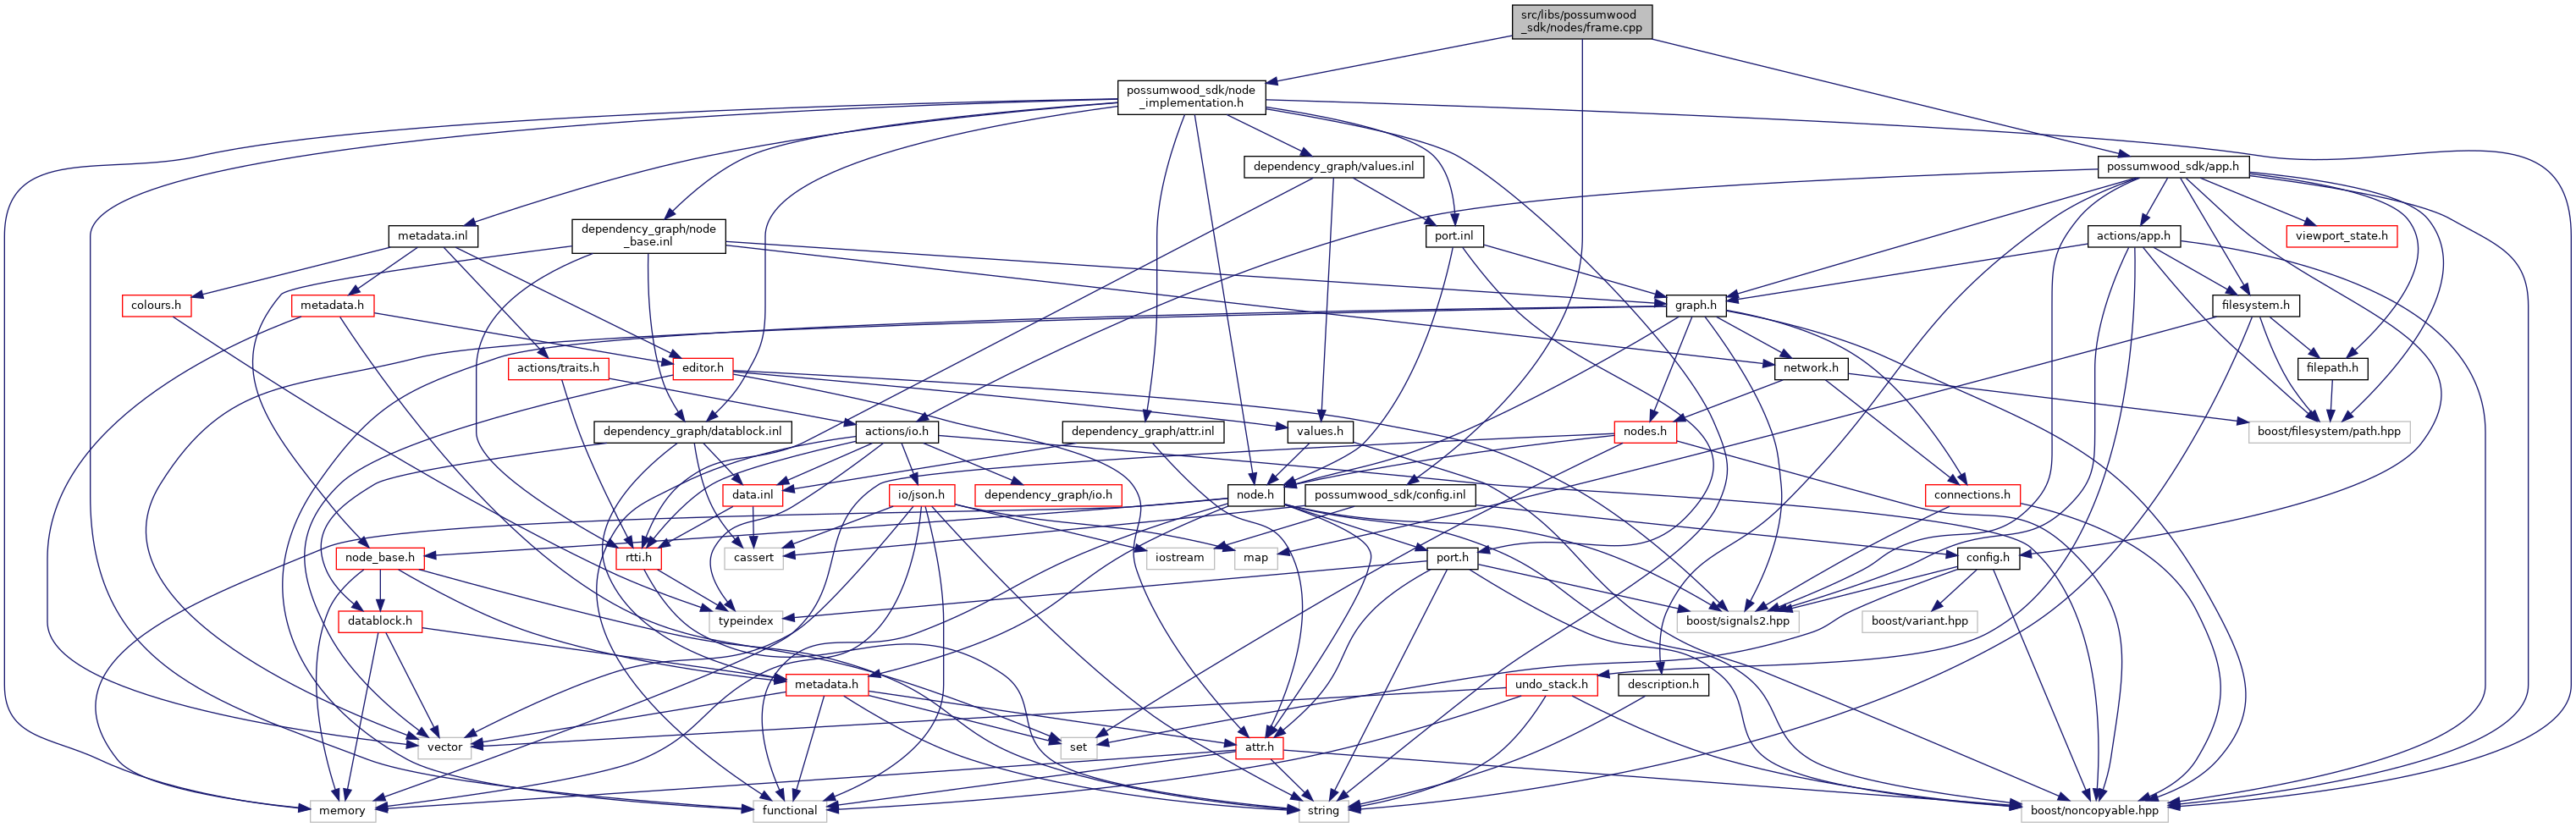 src/libs/possumwood
_sdk/nodes/frame.cpp
possumwood_sdk/node
_implementation.h
dependency_graph/values.inl
possumwood_sdk/app.h
metadata.inl
dependency_graph/node
_base.inl
port.inl
actions/app.h
viewport_state.h
colours.h
metadata.h
graph.h
filesystem.h
actions/traits.h
editor.h
network.h
filepath.h
dependency_graph/datablock.inl
actions/io.h
dependency_graph/attr.inl
values.h
nodes.h
boost/filesystem/path.hpp
data.inl
io/json.h
dependency_graph/io.h
node.h
possumwood_sdk/config.inl
connections.h
node_base.h
rtti.h
cassert
iostream
map
port.h
config.h
datablock.h
typeindex
boost/signals2.hpp
boost/variant.hpp
metadata.h
undo_stack.h
description.h
vector
set
attr.h
memory
functional
string
boost/noncopyable.hpp